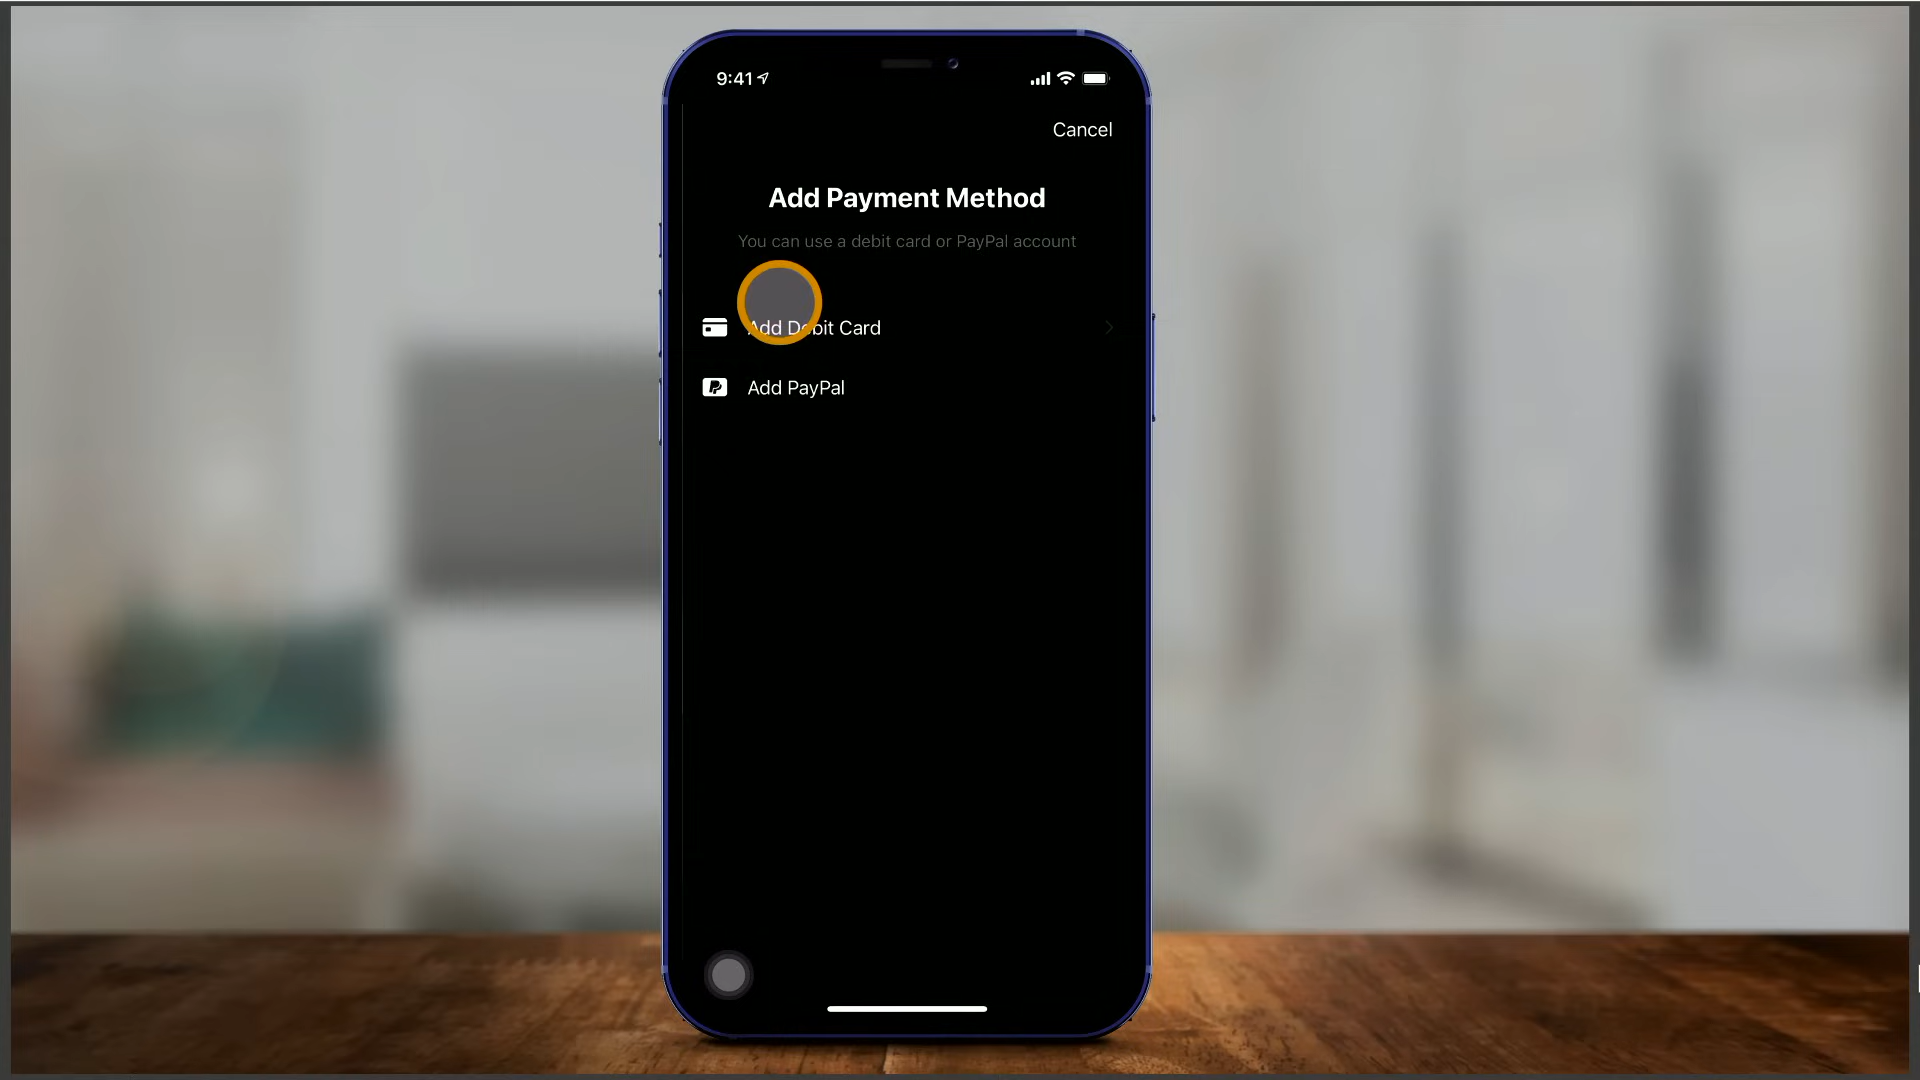 9:41
Cancel
Add Payment Method
You can use a debit card or PayPal account
Add Debit Card
Add PayPal